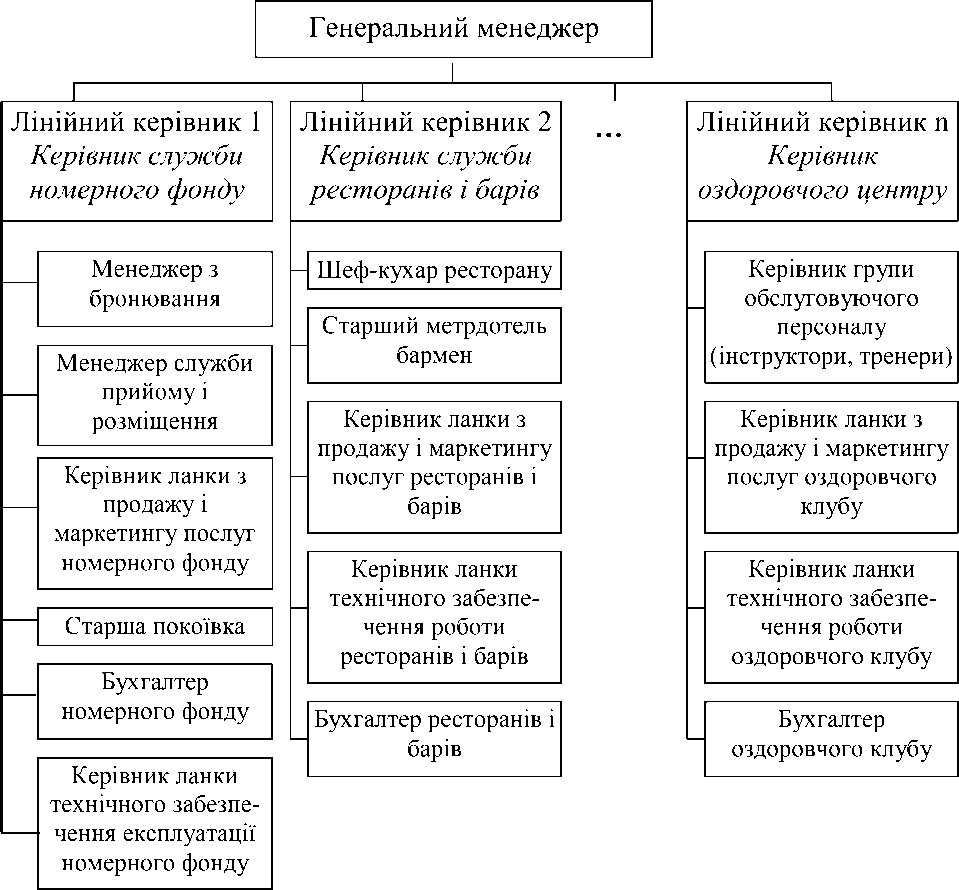 Генеральний менеджер
Лінійний керівник 1
Керівник служби
номерного фонду
Менеджер з
бронювання
Менеджер служби
прийому і
розміщення
Керівник ланки з
продажу і
маркетингу послуг
номерного фонду
Старша покоївка
Бухгалтер
номерного фонду
Керівник ланки
технічного забезпе-
чення експлуатації
номерного фонду
Лінійний керівник 2
Керівник служби
ресторанів і барів
Шеф-кухар ресторану
Старший метрдотель
бармен
Керівник ланки з
продажу і маркетингу
послуг ресторанів і
барів
Керівник ланки
технічного забезпе-
чення роботи
ресторанів і барів
Бухгалтер ресторанів і
барів
...
Лінійний керівник n
Керівник
оздоровчого центру
Керівник групи
обслуговуючого
персоналу
(інструктори, тренери)
Керівник ланки з
продажу і маркетингу
послуг оздоровчого
клубу
Керівник ланки
технічного забезпе-
чення роботи
оздоровчого клубу
Бухгалтер
оздоровчого клубу